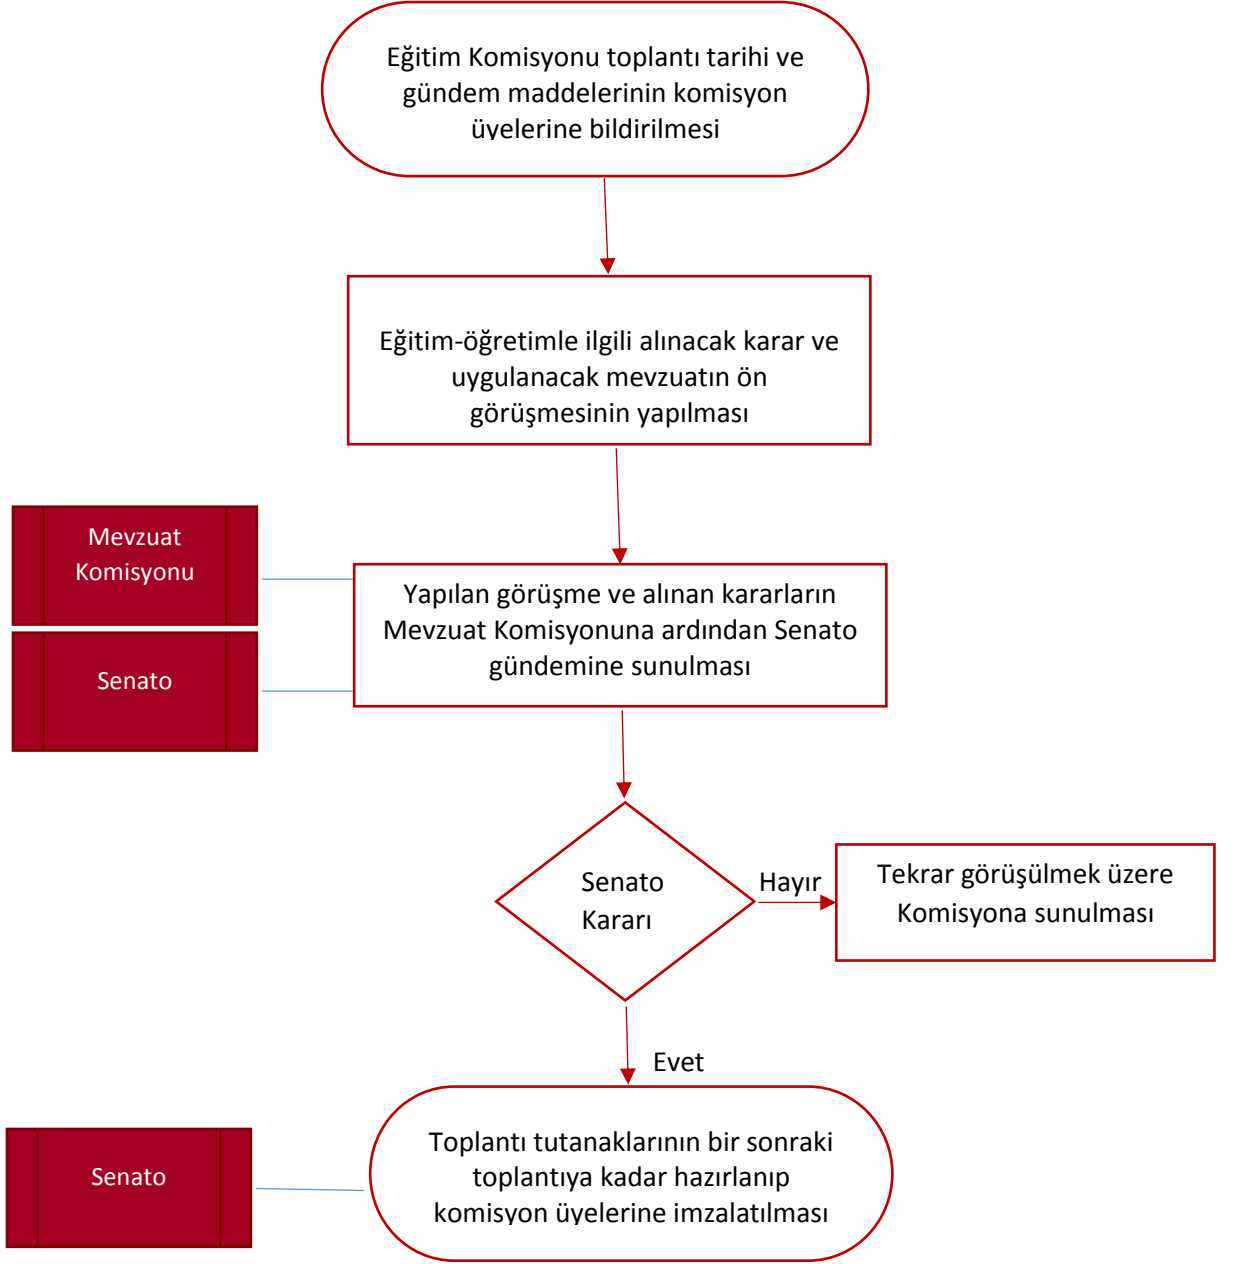 Eğitim Komisyonu toplantı tarihi ve
gündem maddelerinin komisyon
üyelerine bildirilmesi
Eğitim-öğretimle ilgili alınacak karar ve
uygulanacak mevzuatın ön
görüşmesinin yapılması
Mevzuat
Komisyonu
Senato
Yapılan görüşme ve alınan kararların
Mevzuat Komisyonuna ardından Senato
gündemine sunulması
Senato
Kararı
Hayır
Tekrar görüşülmek üzere
Komisyona sunulması
Evet
Senato
Toplantı tutanaklarının bir sonraki
toplantıya kadar hazırlanıp
komisyon üyelerine imzalatılması